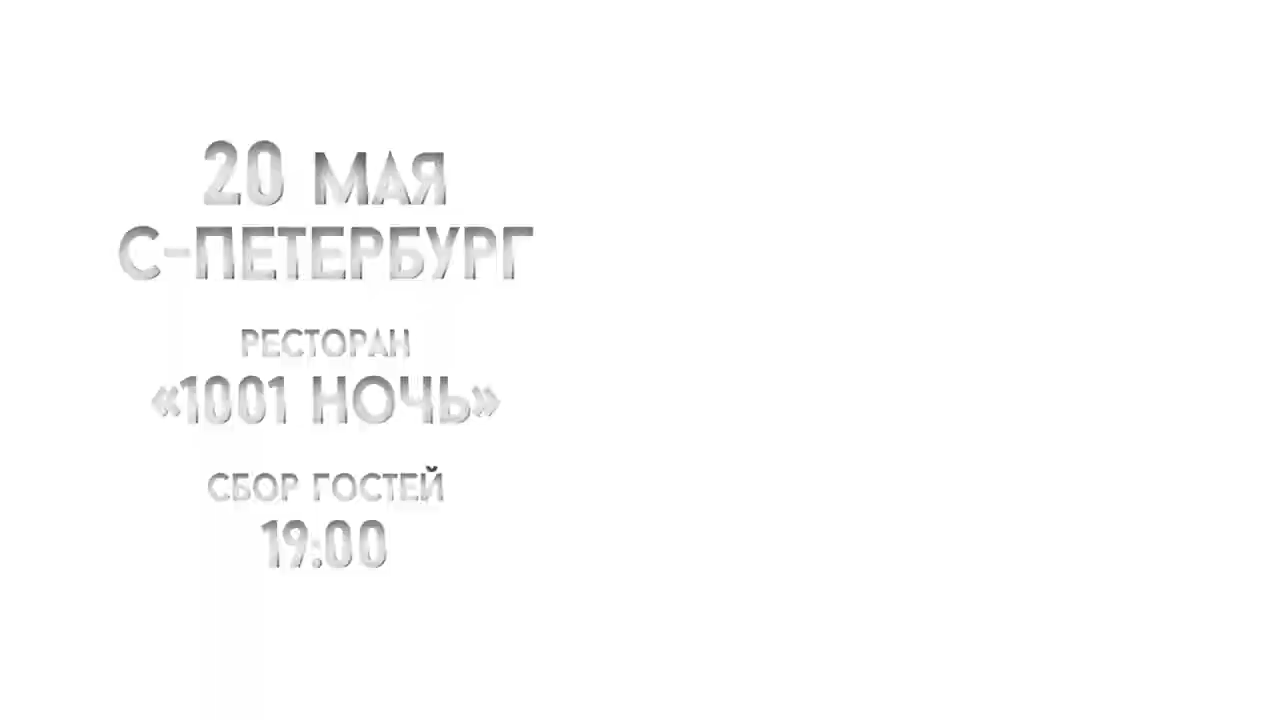 20 МАЯ
С-ПЕТЕРБУРГ
РЕСТОРАН
«1001 НОЧЬ»
СБОР ГОСТЕЙ
19:00